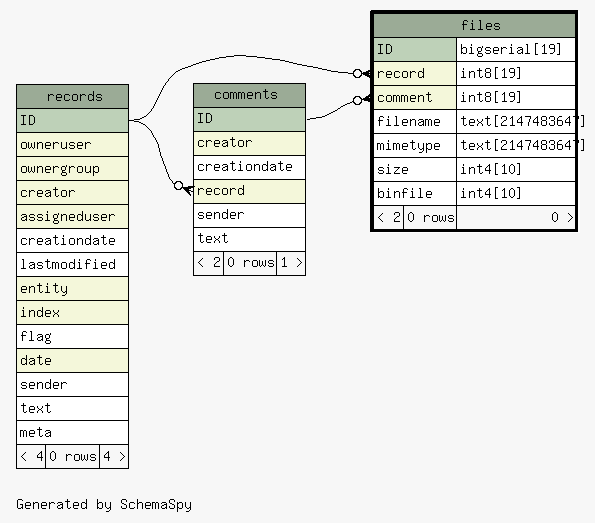 records
ID
owneruser
ownergroup
creator
assigneduser
creationdate
lastmodified
entity
index
flag
date
sender
text
meta
< 4 0 rows 4 >
comments
ID
creator
creationdate
record
sender
text
< 2 0 rows 1 >
files
ID bigserial[19]
record int8[19]
comment int8[19]
filename text[2147483647]
mimetype text[2147483647]
size int4[10]
binfile int4[10]
< 2 0 rows 0 >
Generated by SchemaSpy